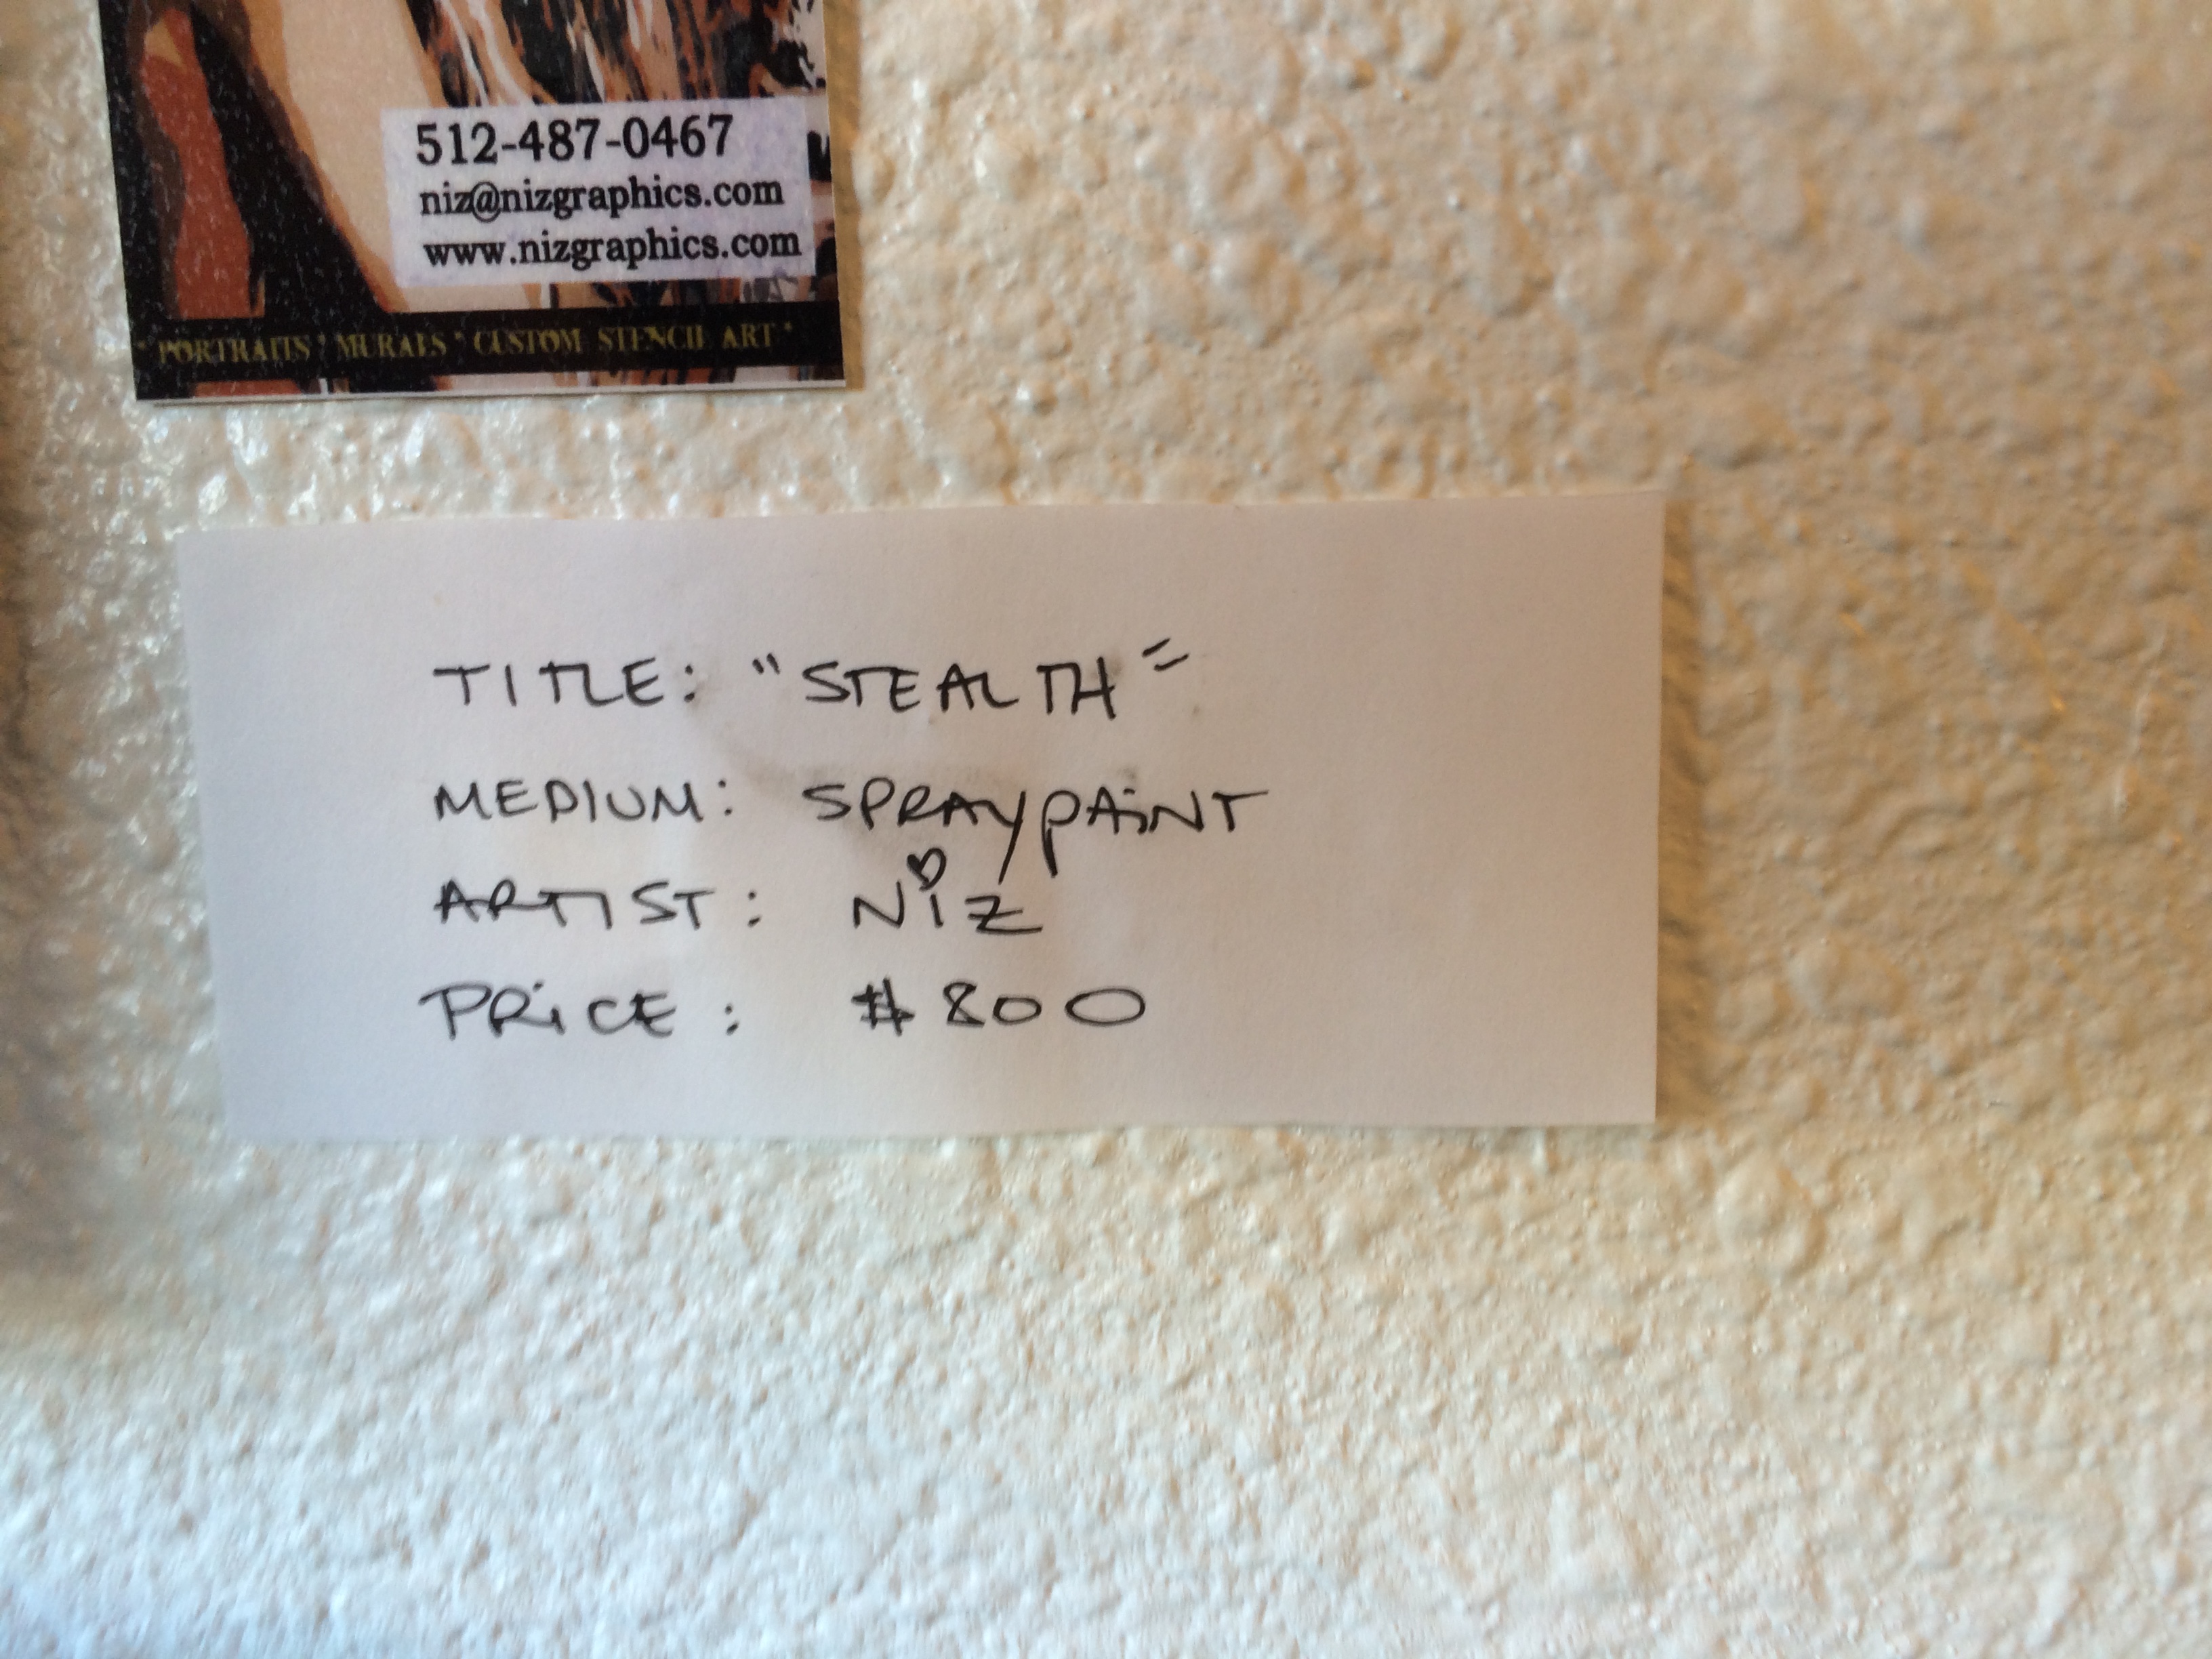 512-487-0467
niz@nizgraphics.com
www.nizgraphics.com
* PORTRAITS * MURALS * CUSTOM STENCIL ART *
TITLE: "STEALTH"
MEDIUM: SPRAYPAiNT
ARTIST: NiZ
PRiCE: $800